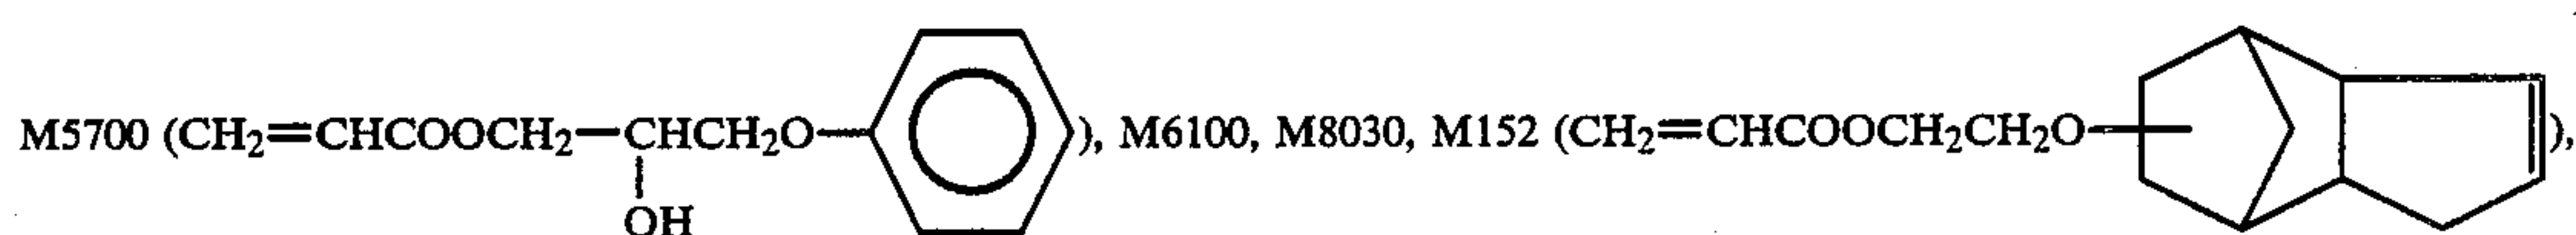 M5700 (CH₂=CHCOOCH₂—CHCH₂O— ), M6100, M8030, M152 (CH₂=CHCOOCH₂CH₂O— ),
OH